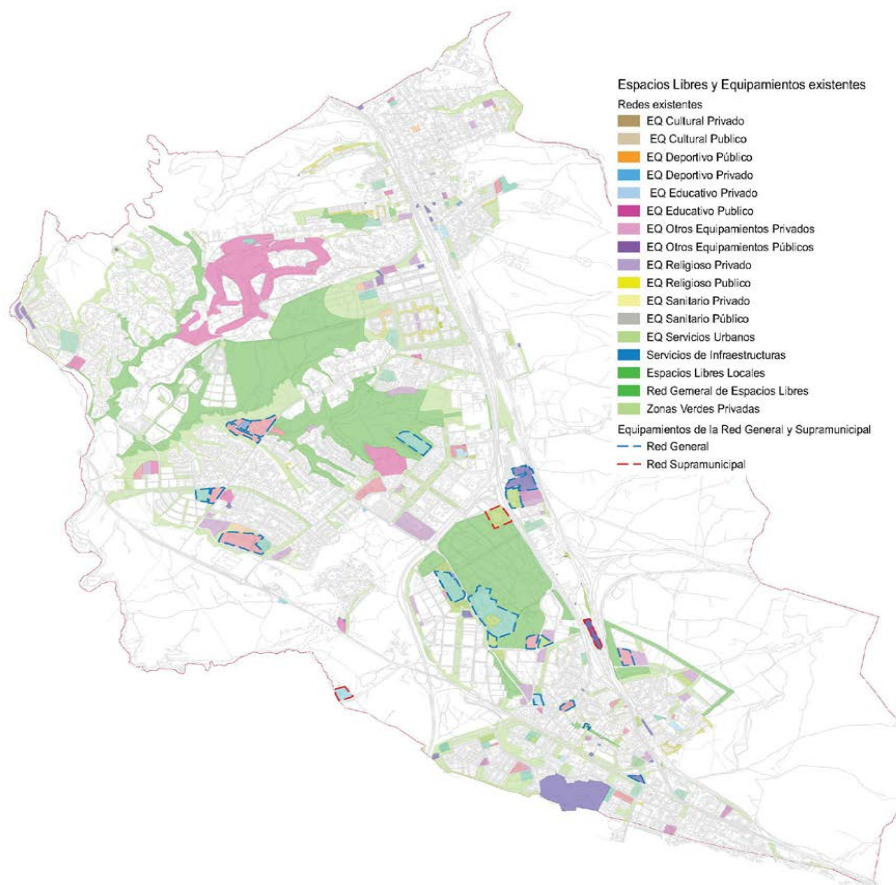 Espacios Libres y Equipamientos existentes
Redes existentes
EQ Cultural Privado
EQ Cultural Publico
EQ Deportivo Público
EQ Deportivo Privado
EQ Educativo Privado
EQ Educativo Publico
EQ Otros Equipamientos Privados
EQ Otros Equipamientos Públicos
EQ Religioso Privado
EQ Religioso Publico
EQ Sanitario Privado
EQ Sanitario Público
EQ Servicios Urbanos
Servicios de Infraestructuras
Espacios Libres Locales
Red Gemeral de Espacios Libres
Zonas Verdes Privadas
Equipamientos de la Red General y Supramunicipal
Red General
Red Supramunicipal